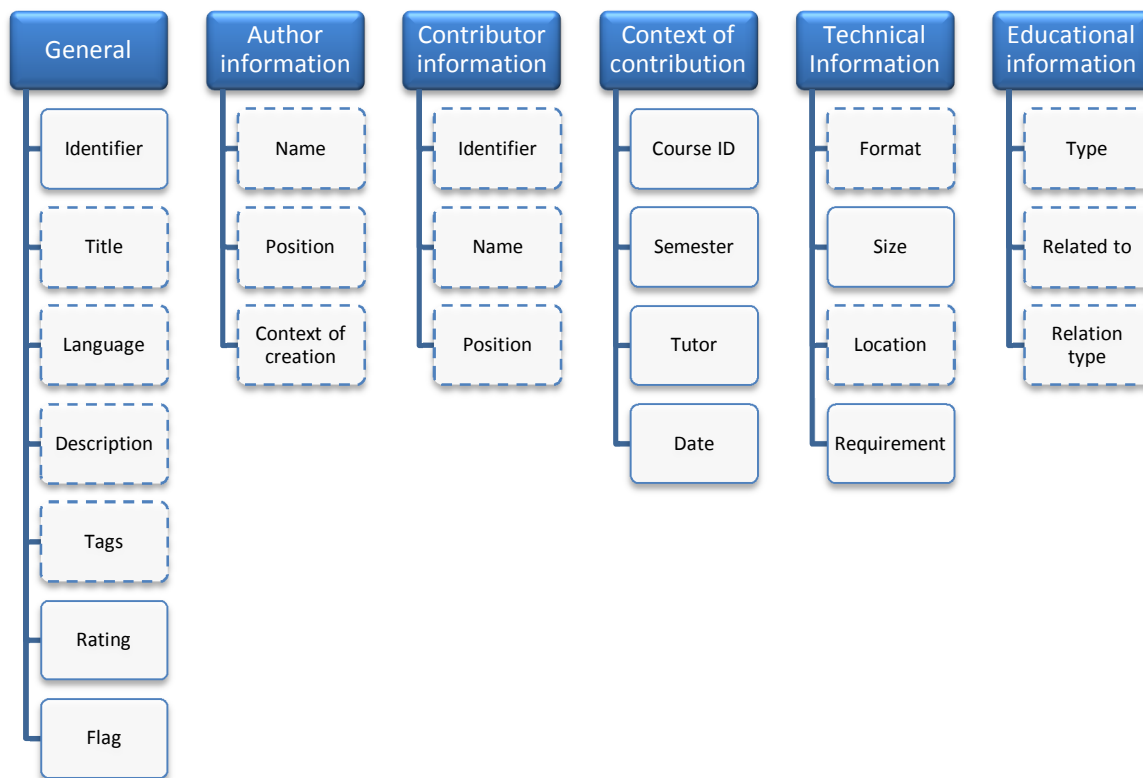 General
Identifier
Title
Language
Description
Tags
Rating
Flag
Author
information
Name
Position
Context of
creation
Contributor
information
Identifier
Name
Position
Context of
contribution
Course ID
Semester
Tutor
Date
Technical
Information
Format
Size
Location
Requirement
Educational
information
Type
Related to
Relation
type